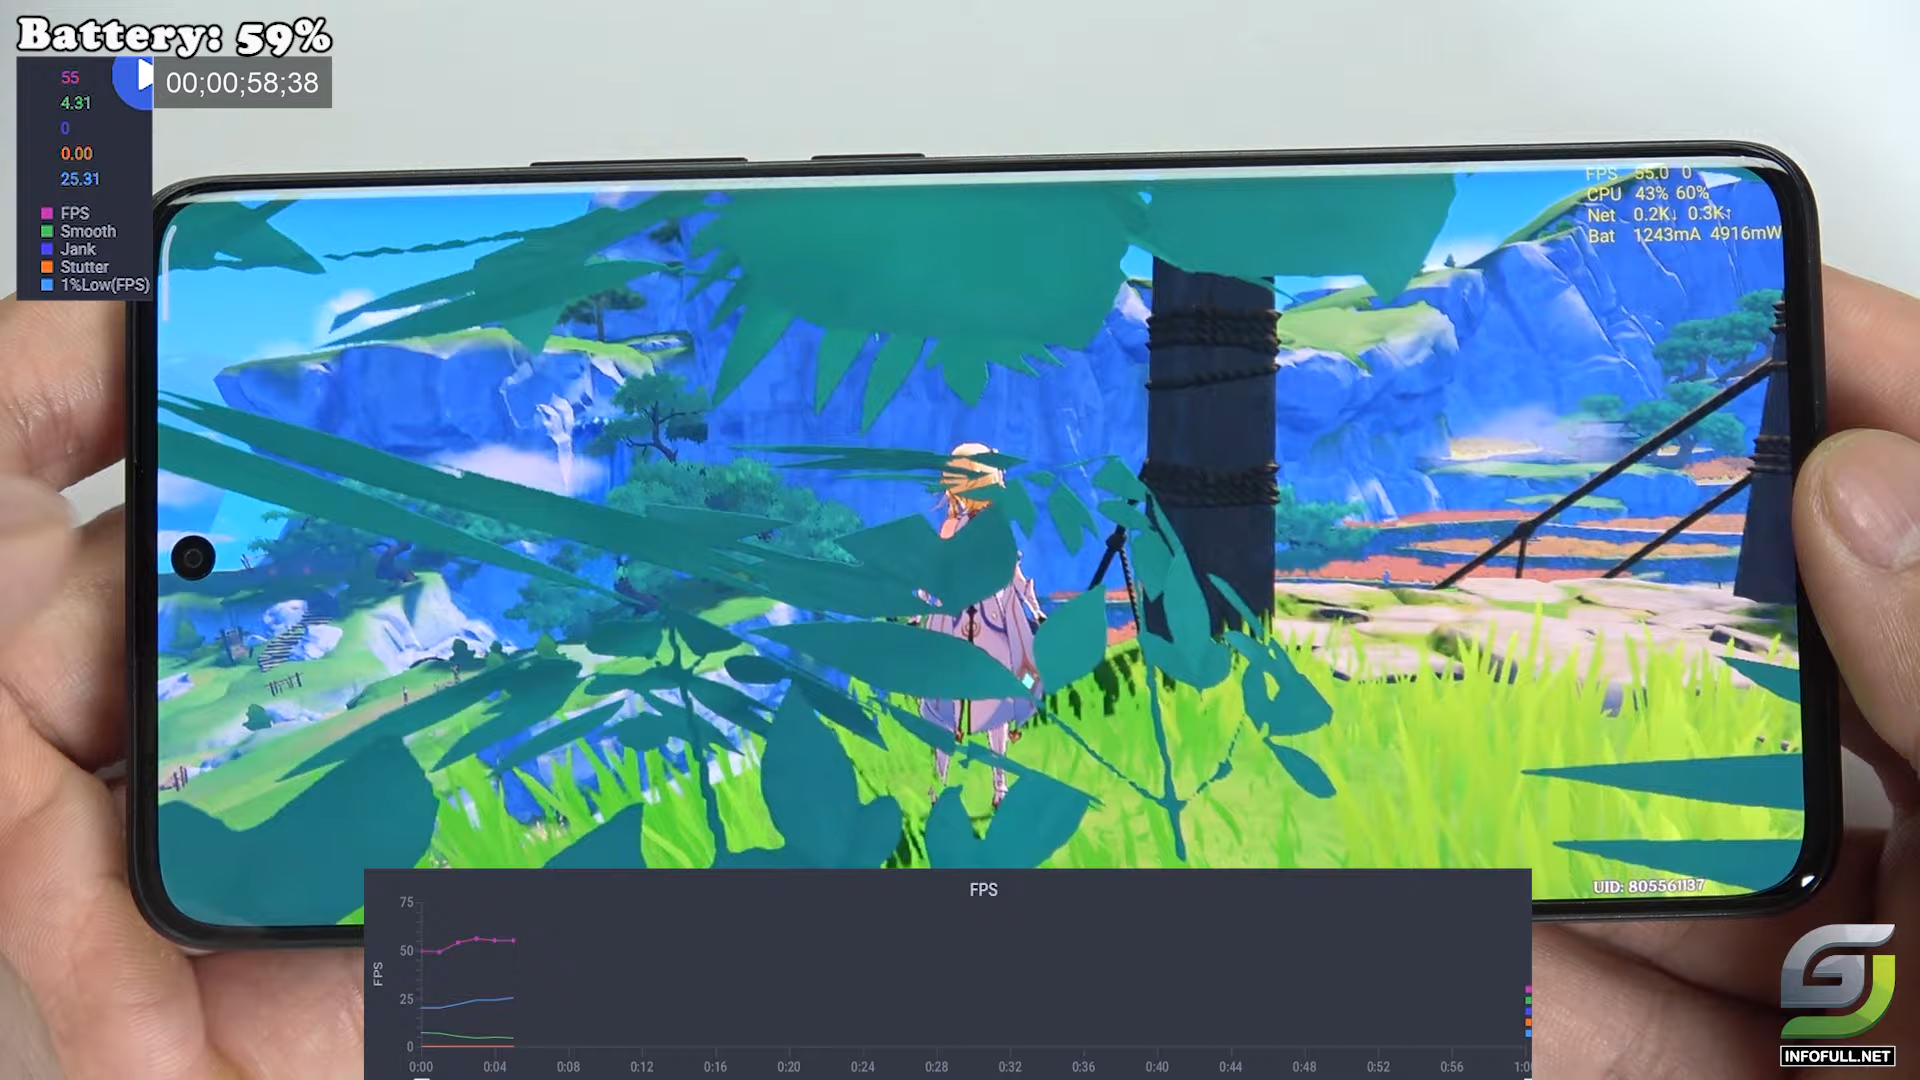 Battery: 59%
00;00;58;38
55
4.31
0
0.00
25.31
FPS
Smooth
Jank
Stutter
1%Low(FPS)
FPS 55.0 0
CPU 43% 60%
Net 0.2K↓ 0.3K↑
Bat 1243mA 4916mW
UID: 805561137
FPS
75
50
25
0
FPS
0:00 0:04 0:08 0:12 0:16 0:20 0:24 0:28 0:32 0:36 0:40 0:44 0:48 0:52 0:56 1:0
INFOFULL.NET